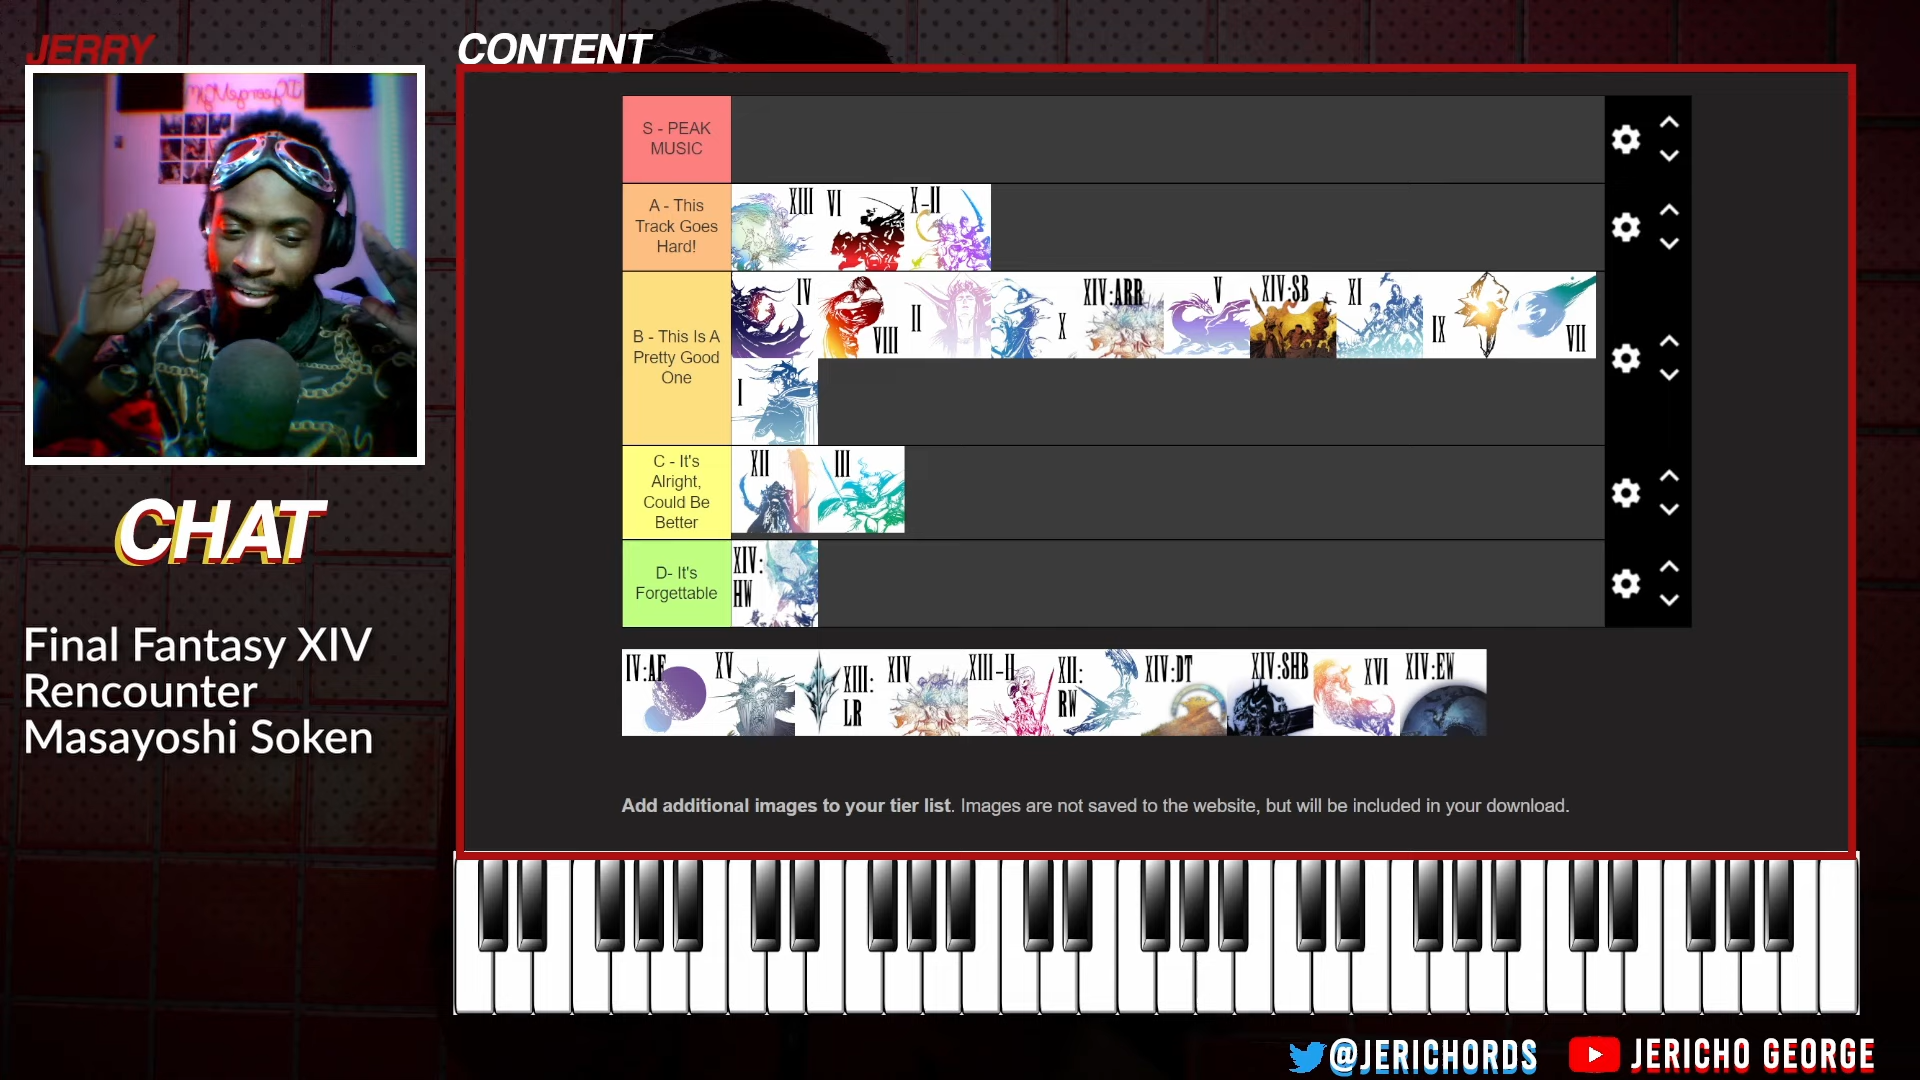 JERRY
CONTENT
S - PEAK
MUSIC
A - This
Track Goes
Hard!
XIII
VI
X-II
B - This Is A
Pretty Good
One
IV
VIII
II
X
XIV:ARR
V
XIV:SB
XI
IX
VII
I
C - It's
Alright,
Could Be
Better
XII
III
D- It's
Forgettable
XIV:
HW
IV:AF
XV
XIII:
LR
XIV
XIII-II
XII:
RW
XIV:DT
XIV:SHB
XVI
XIV:EW
Add additional images to your tier list. Images are not saved to the website, but will be included in your download.
CHAT
Final Fantasy XIV
Rencounter
Masayoshi Soken
@JERICHORDS
JERICHO GEORGE